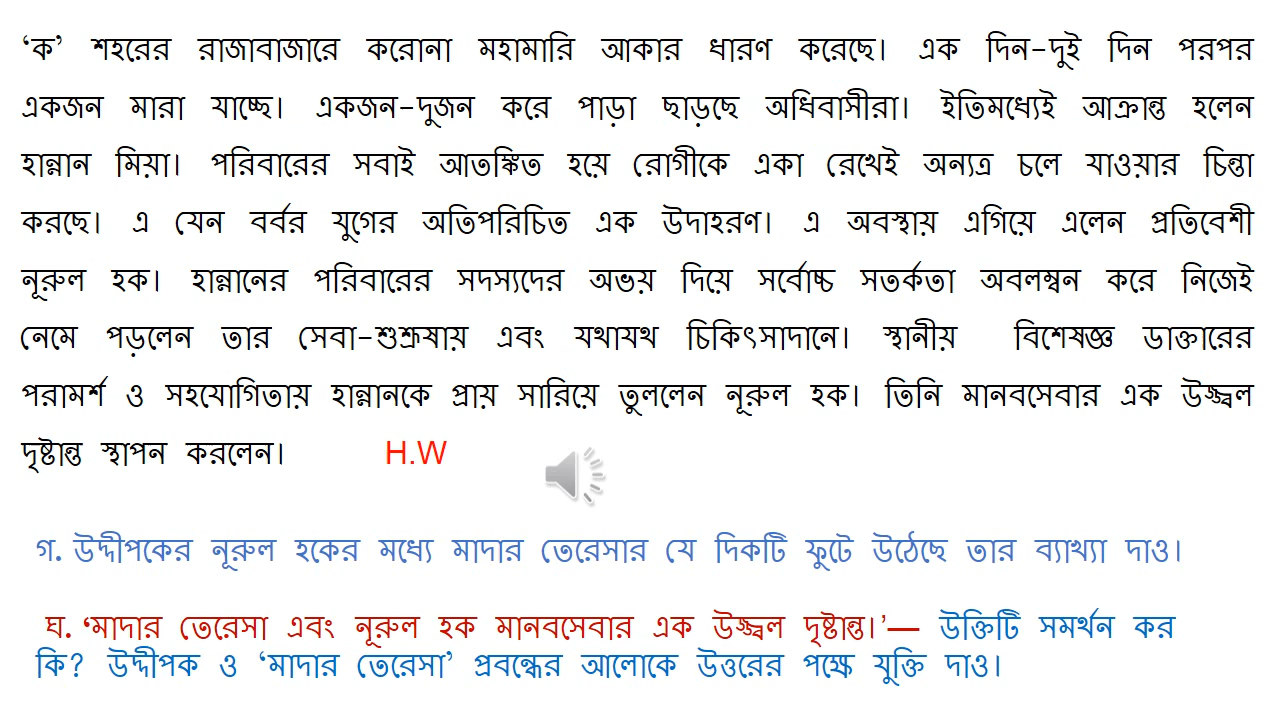 ‘ক’ শহরের রাজাবাজারে করোনা মহামারি আকার ধারণ করেছে। এক দিন-দুই দিন পরপর
একজন মারা যাচ্ছে। একজন-দুজন করে পাড়া ছাড়ছে অধিবাসীরা। ইতিমধ্যেই আক্রান্ত হলেন
হান্নান মিয়া। পরিবারের সবাই আতঙ্কিত হয়ে রোগীকে একা রেখেই অন্যত্র চলে যাওয়ার চিন্তা
করছে। এ যেন বর্বর যুগের অতিপরিচিত এক উদাহরণ। এ অবস্থায় এগিয়ে এলেন প্রতিবেশী
নূরুল হক। হান্নানের পরিবারের সদস্যদের অভয় দিয়ে সর্বোচ্চ সতর্কতা অবলম্বন করে নিজেই
নেমে পড়লেন তার সেবা-শুশ্রূষায় এবং যথাযথ চিকিৎসাদানে। স্থানীয় বিশেষজ্ঞ ডাক্তারের
পরামর্শ ও সহযোগিতায় হান্নানকে প্রায় সারিয়ে তুললেন নূরুল হক। তিনি মানবসেবার এক উজ্জ্বল
দৃষ্টান্ত স্থাপন করলেন। H.W
গ. উদ্দীপকের নূরুল হকের মধ্যে মাদার তেরেসার যে দিকটি ফুটে উঠেছে তার ব্যাখ্যা দাও।
ঘ. ‘মাদার তেরেসা এবং নূরুল হক মানবসেবার এক উজ্জ্বল দৃষ্টান্ত।’— উক্তিটি সমর্থন কর
কি? উদ্দীপক ও ‘মাদার তেরেসা’ প্রবন্ধের আলোকে উত্তরের পক্ষে যুক্তি দাও।